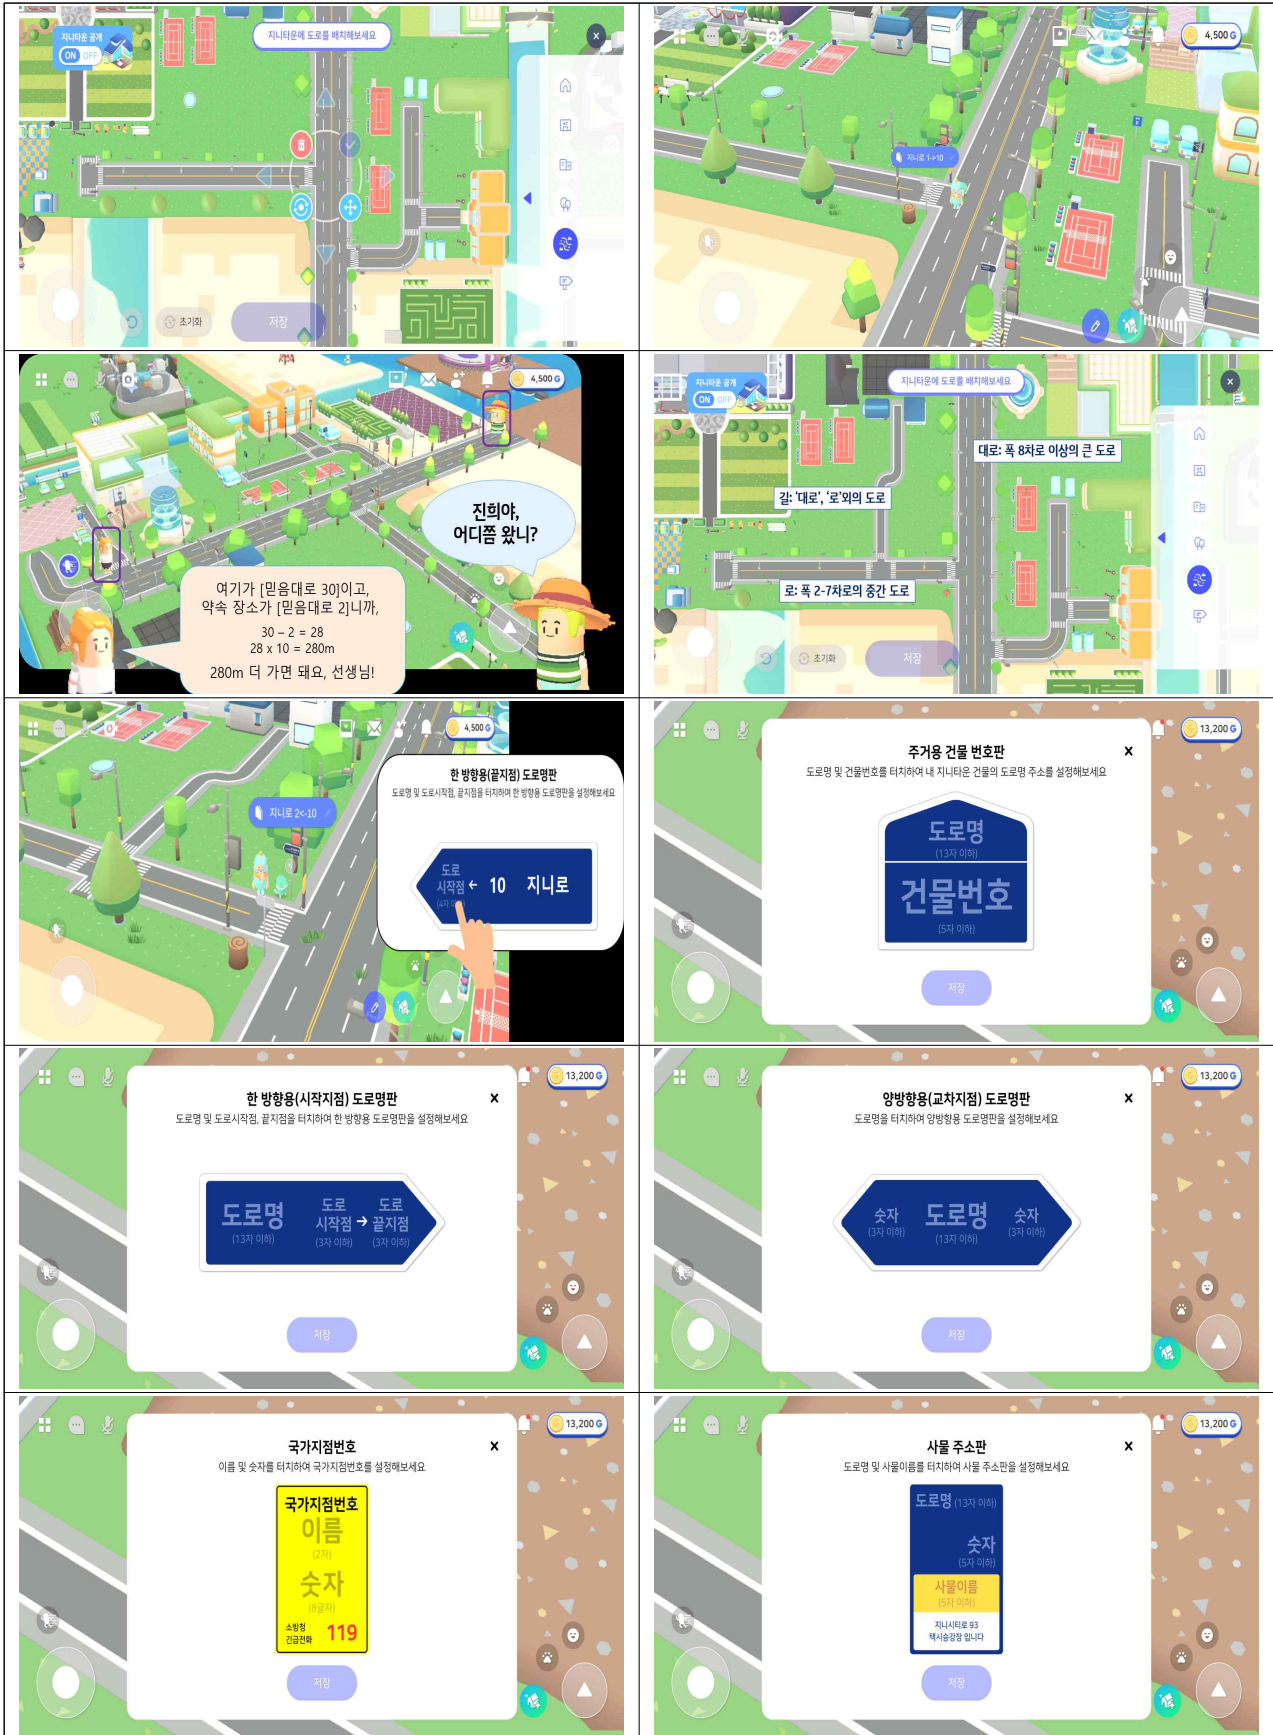 지니타운 공개
ON OFF
지니타운에 도로를 배치해보세요
초기화
저장
4,500 G
지니로 1->10
4,500 G
진희야,
어디쯤 왔니?
여기가 [믿음대로 30]이고,
약속 장소가 [믿음대로 2]니까,
30 – 2 = 28
28 x 10 = 280m
280m 더 가면 돼요, 선생님!
지니타운 공개
ON OFF
지니타운에 도로를 배치해보세요
대로: 폭 8차로 이상의 큰 도로
길: ‘대로’, ‘로’외의 도로
로: 폭 2-7차로의 중간 도로
초기화
저장
4,500 G
지니로 2<-10
한 방향용(끝지점) 도로명판
도로명 및 도로시작점, 끝지점을 터치하여 한 방향용 도로명판을 설정해보세요
도로
시작점 ← 10 지니로
13,200 G
주거용 건물 번호판
도로명 및 건물번호를 터치하여 내 지니타운 건물의 도로명 주소를 설정해보세요
도로명
(13자 이하)
건물번호
(5자 이하)
저장
13,200 G
한 방향용(시작지점) 도로명판
도로명 및 도로시작점, 끝지점을 터치하여 한 방향용 도로명판을 설정해보세요
도로명
(13자 이하)
도로
시작점
(3자 이하)
→
도로
끝지점
(3자 이하)
저장
13,200 G
양방향용(교차지점) 도로명판
도로명을 터치하여 양방향용 도로명판을 설정해보세요
숫자
(3자 이하)
도로명
(13자 이하)
숫자
(3자 이하)
저장
13,200 G
국가지점번호
이름 및 숫자를 터치하여 국가지점번호를 설정해보세요
국가지점번호
이름
(2자)
숫자
(8글자)
소방청
긴급전화 119
저장
13,200 G
사물 주소판
도로명 및 사물이름를 터치하여 사물 주소판을 설정해보세요
도로명 (13자 이하)
숫자
(5자 이하)
사물이름
(5자 이하)
지니시티로 93
택시승강장 입니다
저장